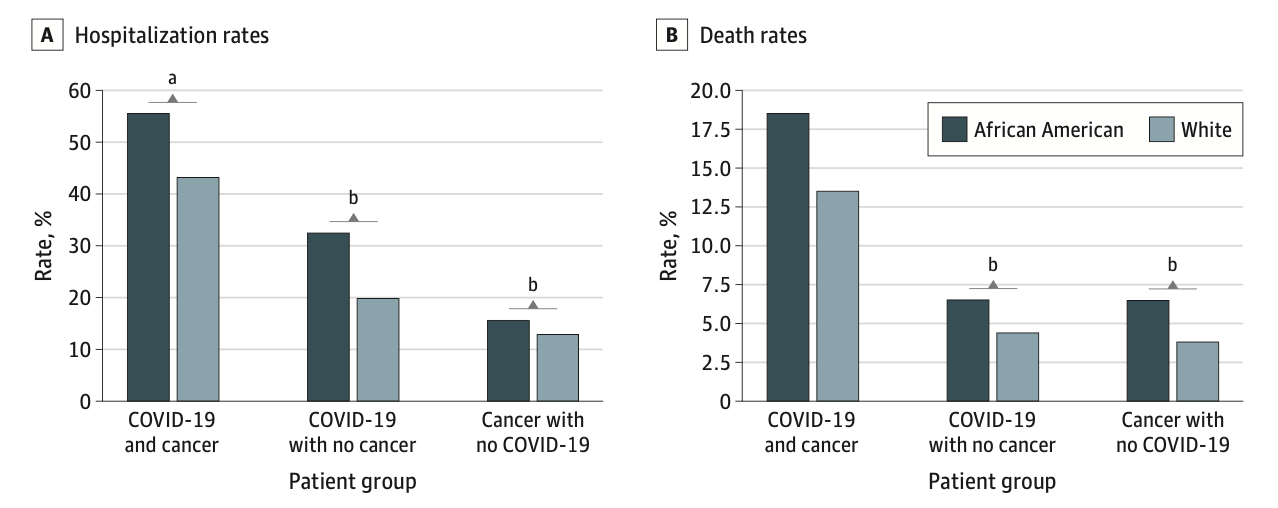 A Hospitalization rates
60
50
40
30
20
10
0
Rate, %
a
b
b
COVID-19
and cancer
COVID-19
with no cancer
Cancer with
no COVID-19
Patient group
B Death rates
20.0
17.5
15.0
12.5
10.0
7.5
5.0
2.5
0
Rate, %
African American
White
b
b
COVID-19
and cancer
COVID-19
with no cancer
Cancer with
no COVID-19
Patient group